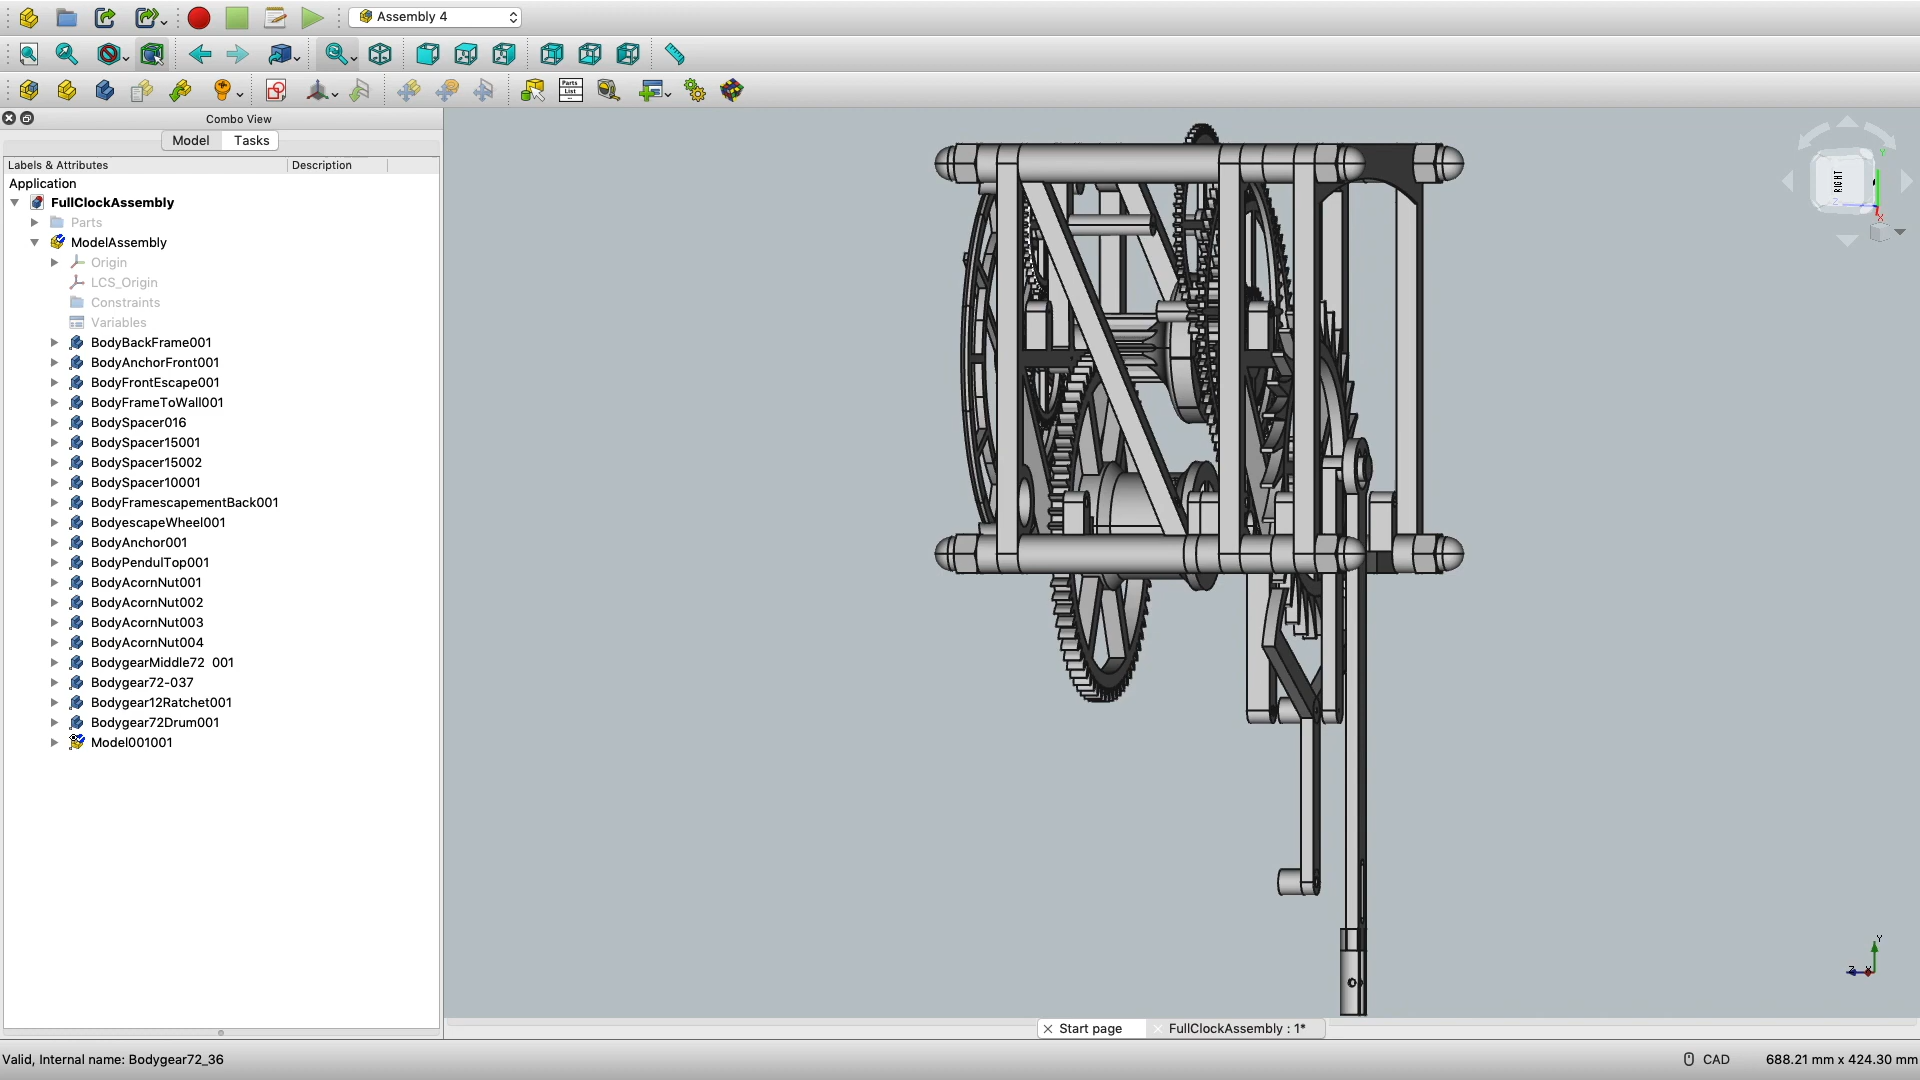 Assembly 4
Parts
List
Combo View
Model Tasks
Labels & Attributes Description
Application
FullClockAssembly
Parts
ModelAssembly
Origin
LCS_Origin
Constraints
Variables
BodyBackFrame001
BodyAnchorFront001
BodyFrontEscape001
BodyFrameToWall001
BodySpacer016
BodySpacer15001
BodySpacer15002
BodySpacer10001
BodyFramescapementBack001
BodyescapeWheel001
BodyAnchor001
BodyPendulTop001
BodyAcornNut001
BodyAcornNut002
BodyAcornNut003
BodyAcornNut004
BodygearMiddle72 001
Bodygear72-037
Bodygear12Ratchet001
Bodygear72Drum001
Model001001
RIGHT
Y
Z
X
Y
Z
X
Start page
FullClockAssembly : 1*
Valid, Internal name: Bodygear72_36
CAD
688.21 mm x 424.30 mm